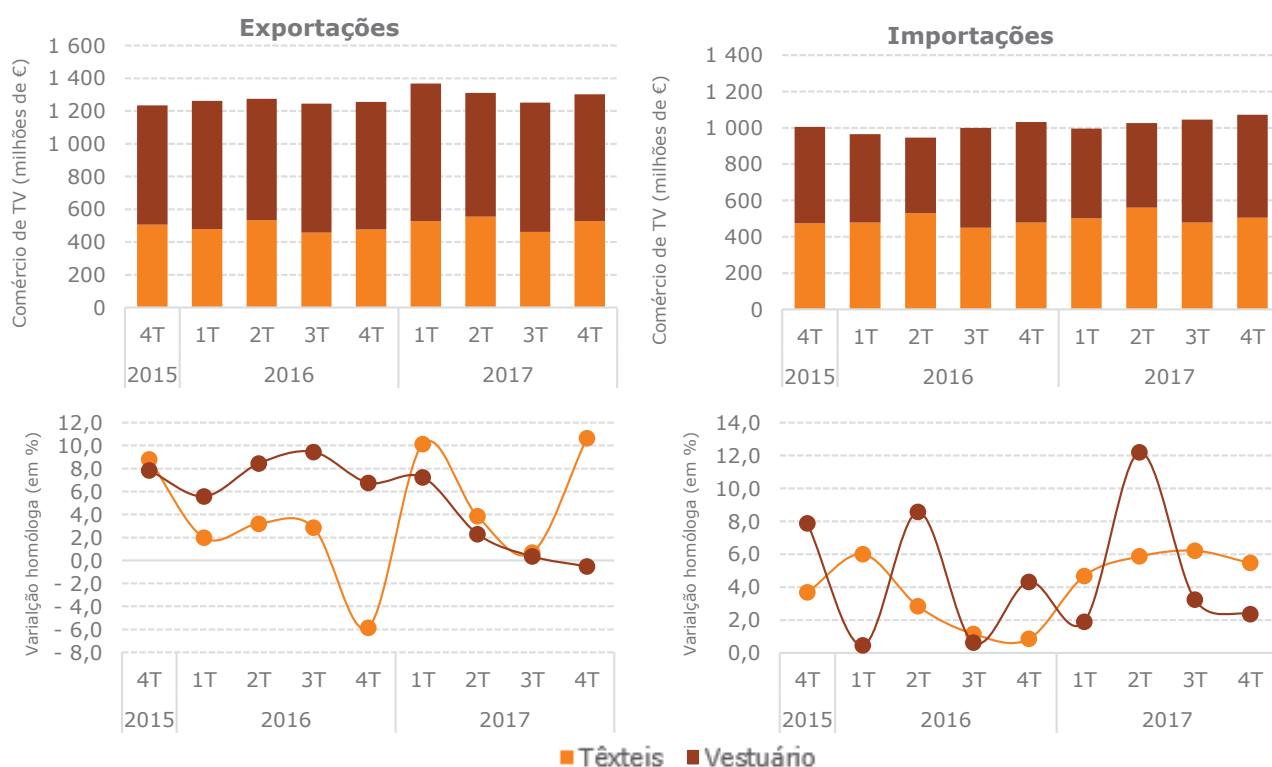 Exportações
Comércio de TV (milhões de €)
1 600
1 400
1 200
1 000
800
600
400
200
0
4T 1T 2T 3T 4T 1T 2T 3T 4T
2015 2016 2017
Importações
Comércio de TV (milhões de €)
1 400
1 200
1 000
800
600
400
200
0
4T 1T 2T 3T 4T 1T 2T 3T 4T
2015 2016 2017
Varialção homóloga (em %)
12,0
10,0
8,0
6,0
4,0
2,0
0,0
- 2,0
- 4,0
- 6,0
- 8,0
4T 1T 2T 3T 4T 1T 2T 3T 4T
2015 2016 2017
Varialção homóloga (em %)
14,0
12,0
10,0
8,0
6,0
4,0
2,0
0,0
4T 1T 2T 3T 4T 1T 2T 3T 4T
2015 2016 2017
Têxteis Vestuário